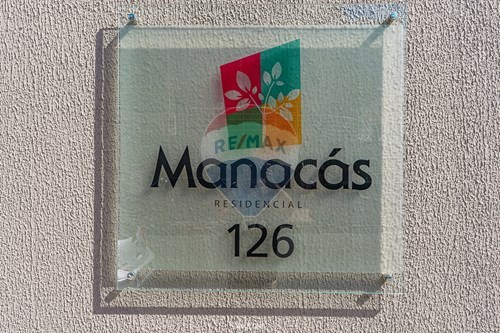 RE/MAX
Manacás
RESIDENCIAL
126